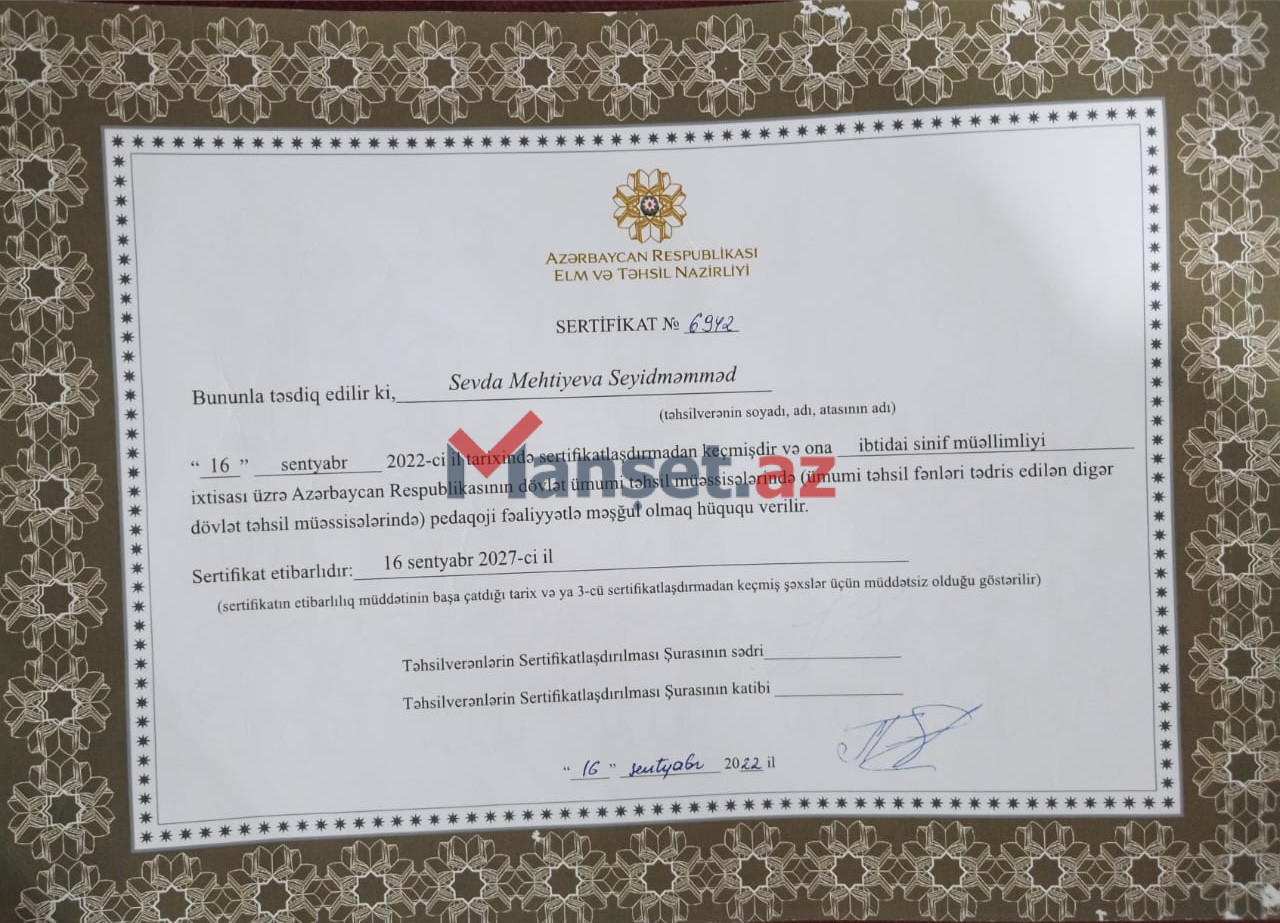 AZƏRBAYCAN RESPUBLİKASI
ELM VƏ TƏHSİL NAZİRLİYİ
SERTİFİKAT № 6942
Bununla təsdiq edilir ki, Sevda Mehtiyeva Seyidməmməd
(təhsilverənin soyadı, adı, atasının adı)
“ 16 ” sentyabr 2022-ci il tarixində sertifikatlaşdırmadan keçmişdir və ona ibtidai sinif müəllimliyi
ixtisası üzrə Azərbaycan Respublikasının dövlət ümumi təhsil müəssisələrində (ümumi təhsil fənləri tədris edilən digər
dövlət təhsil müəssisələrində) pedaqoji fəaliyyətlə məşğul olmaq hüququ verilir.
Manset.az
Sertifikat etibarlıdır: 16 sentyabr 2027-ci il
(sertifikatın etibarlılıq müddətinin başa çatdığı tarix və ya 3-cü sertifikatlaşdırmadan keçmiş şəxslər üçün müddətsiz olduğu göstərilir)
Təhsilverənlərin Sertifikatlaşdırılması Şurasının sədri
Təhsilverənlərin Sertifikatlaşdırılması Şurasının katibi
“ 16 ” sentyabr 2022 il